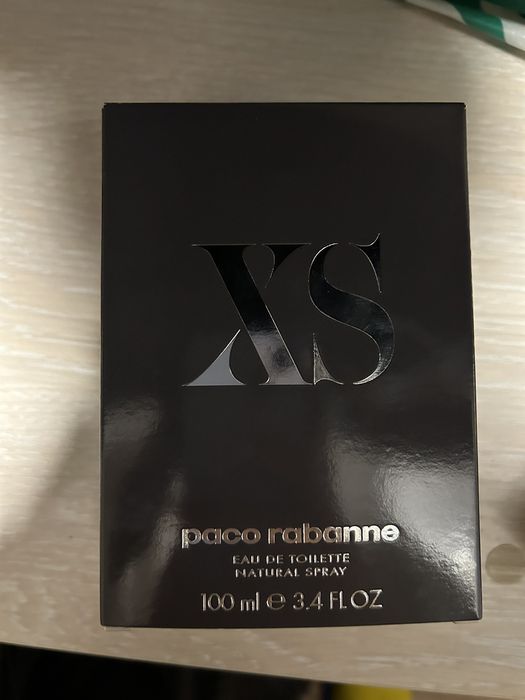 XS
paco rabanne
EAU DE TOILETTE
NATURAL SPRAY
100 ml ℮ 3.4 FL OZ